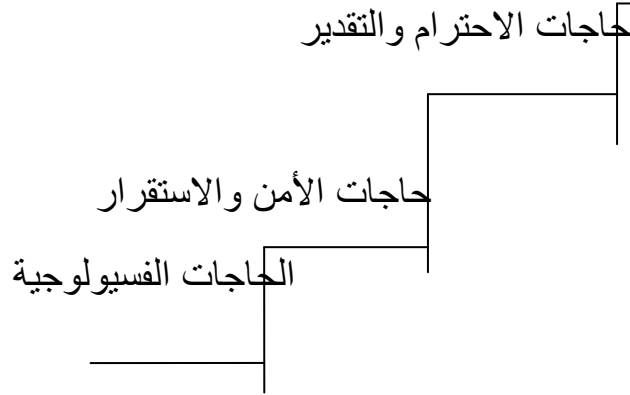 حاجات الاحترام والتقدير
حاجات الأمن والاستقرار
الحاجات الفسيولوجية